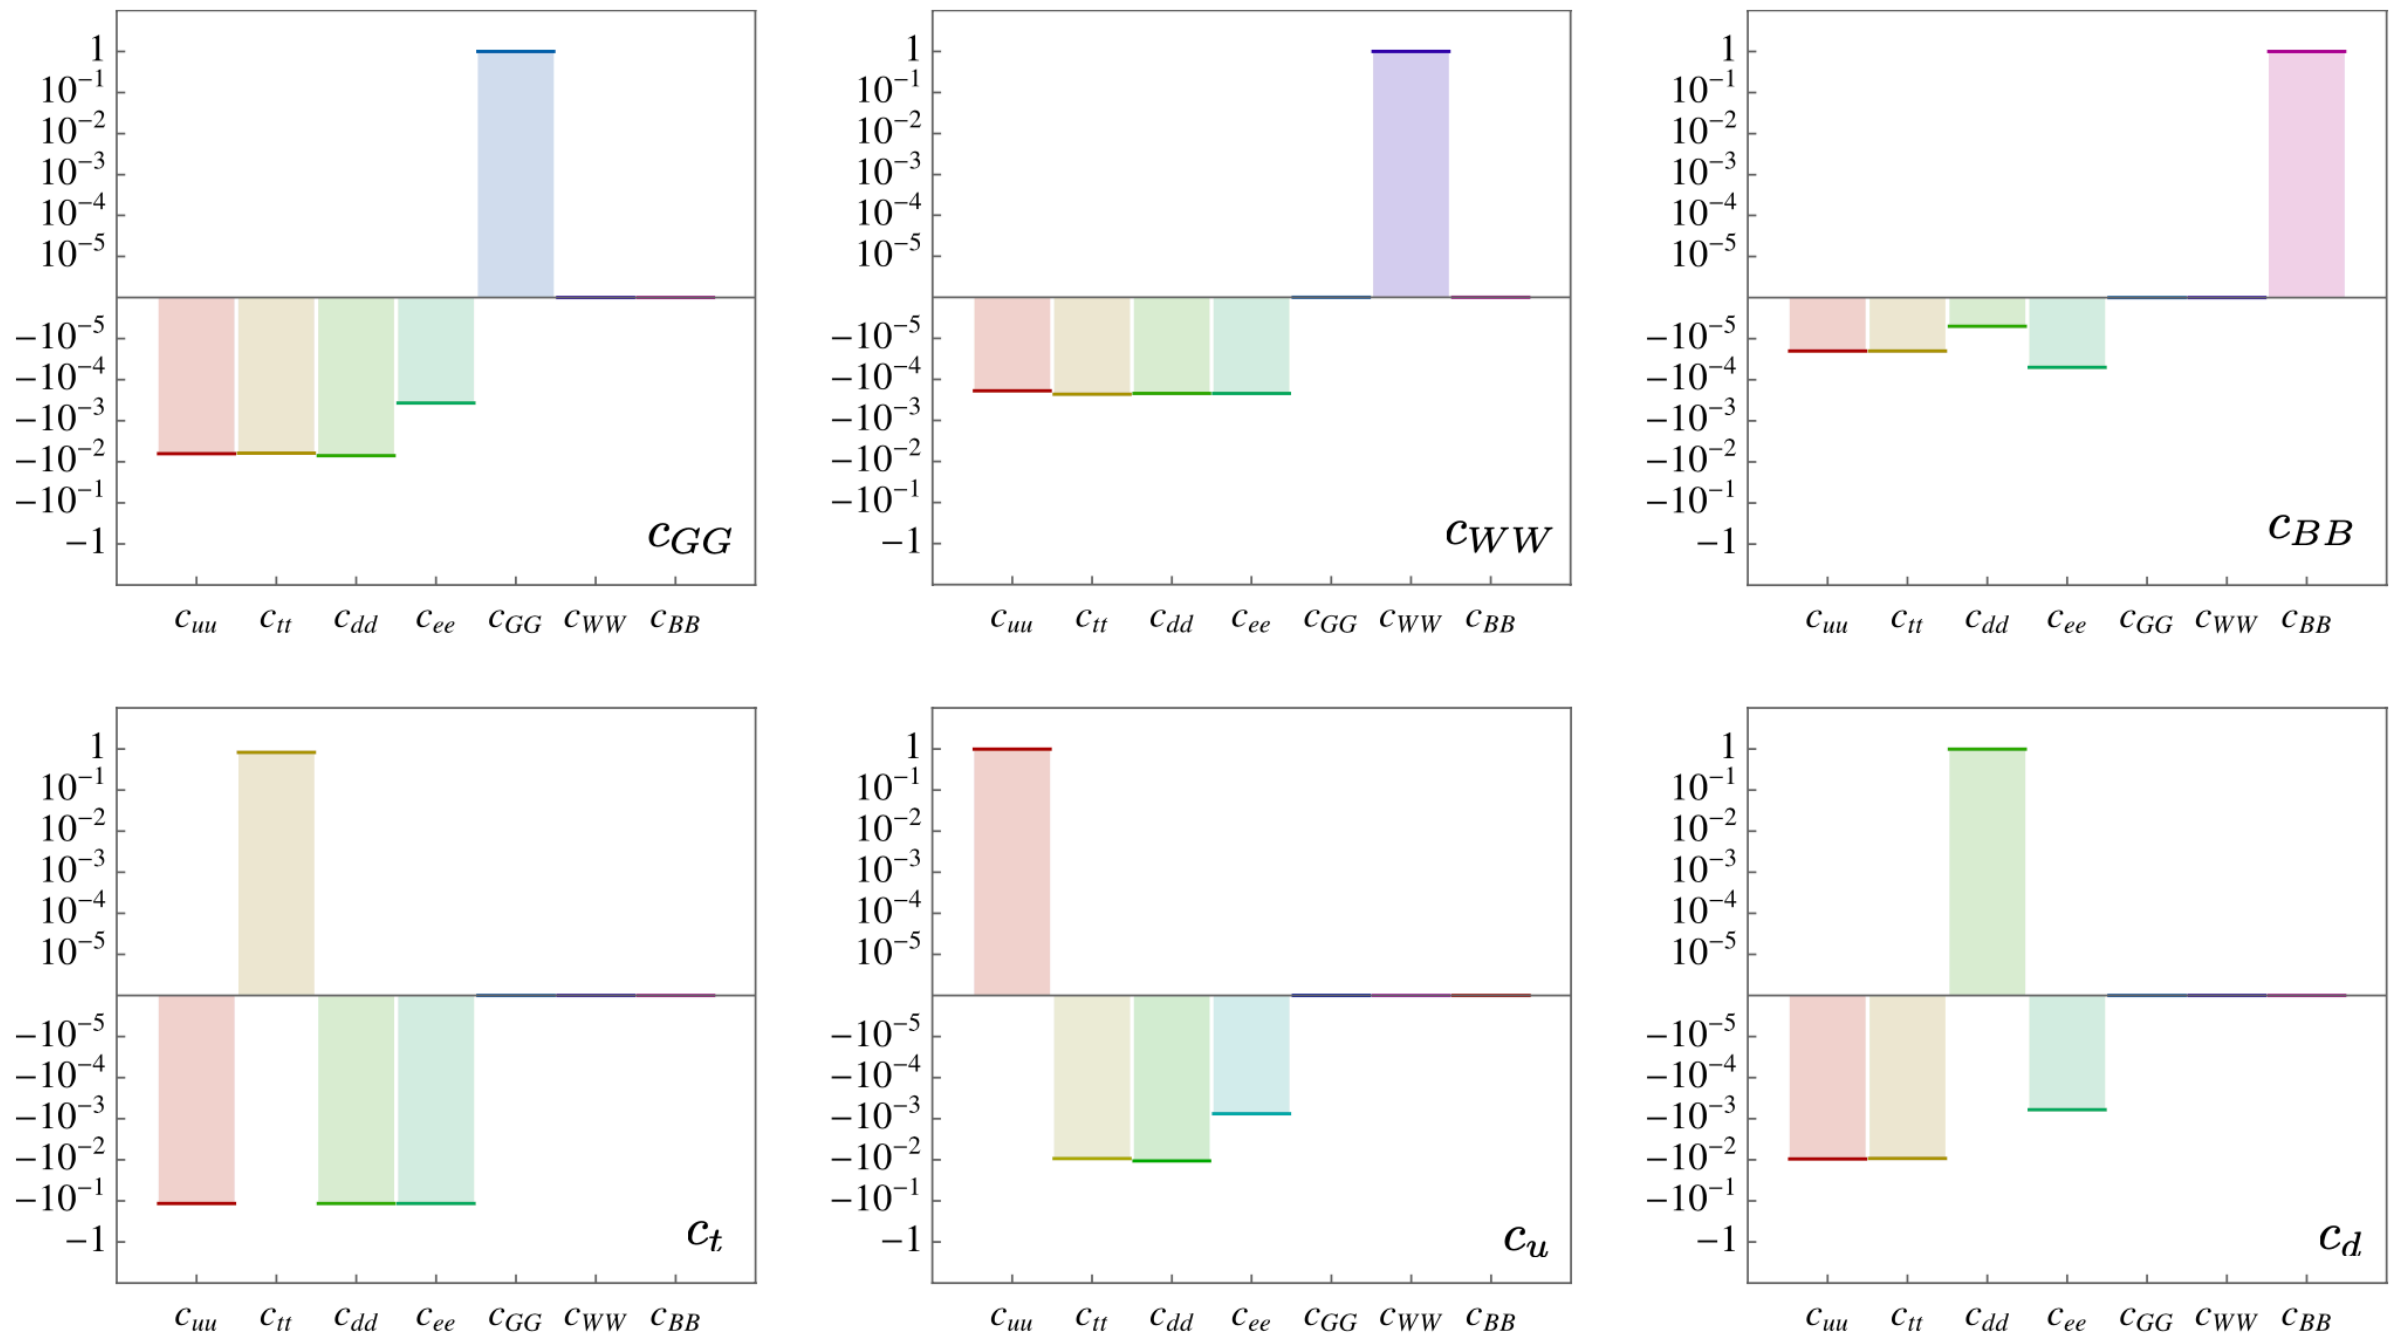 1 1 1
10⁻¹ 10⁻¹ 10⁻¹
10⁻² 10⁻² 10⁻²
10⁻³ 10⁻³ 10⁻³
10⁻⁴ 10⁻⁴ 10⁻⁴
10⁻⁵ 10⁻⁵ 10⁻⁵
−10⁻⁵ −10⁻⁵ −10⁻⁵
−10⁻⁴ −10⁻⁴ −10⁻⁴
−10⁻³ −10⁻³ −10⁻³
−10⁻² −10⁻² −10⁻²
−10⁻¹ −10⁻¹ −10⁻¹
−1 c_GG −1 c_WW −1 c_BB
c_uu c_tt c_dd c_ee c_GG c_WW c_BB c_uu c_tt c_dd c_ee c_GG c_WW c_BB c_uu c_tt c_dd c_ee c_GG c_WW c_BB
1 1 1
10⁻¹ 10⁻¹ 10⁻¹
10⁻² 10⁻² 10⁻²
10⁻³ 10⁻³ 10⁻³
10⁻⁴ 10⁻⁴ 10⁻⁴
10⁻⁵ 10⁻⁵ 10⁻⁵
−10⁻⁵ −10⁻⁵ −10⁻⁵
−10⁻⁴ −10⁻⁴ −10⁻⁴
−10⁻³ −10⁻³ −10⁻³
−10⁻² −10⁻² −10⁻²
−10⁻¹ −10⁻¹ −10⁻¹
−1 c_t −1 c_u −1 c_d
c_uu c_tt c_dd c_ee c_GG c_WW c_BB c_uu c_tt c_dd c_ee c_GG c_WW c_BB c_uu c_tt c_dd c_ee c_GG c_WW c_BB